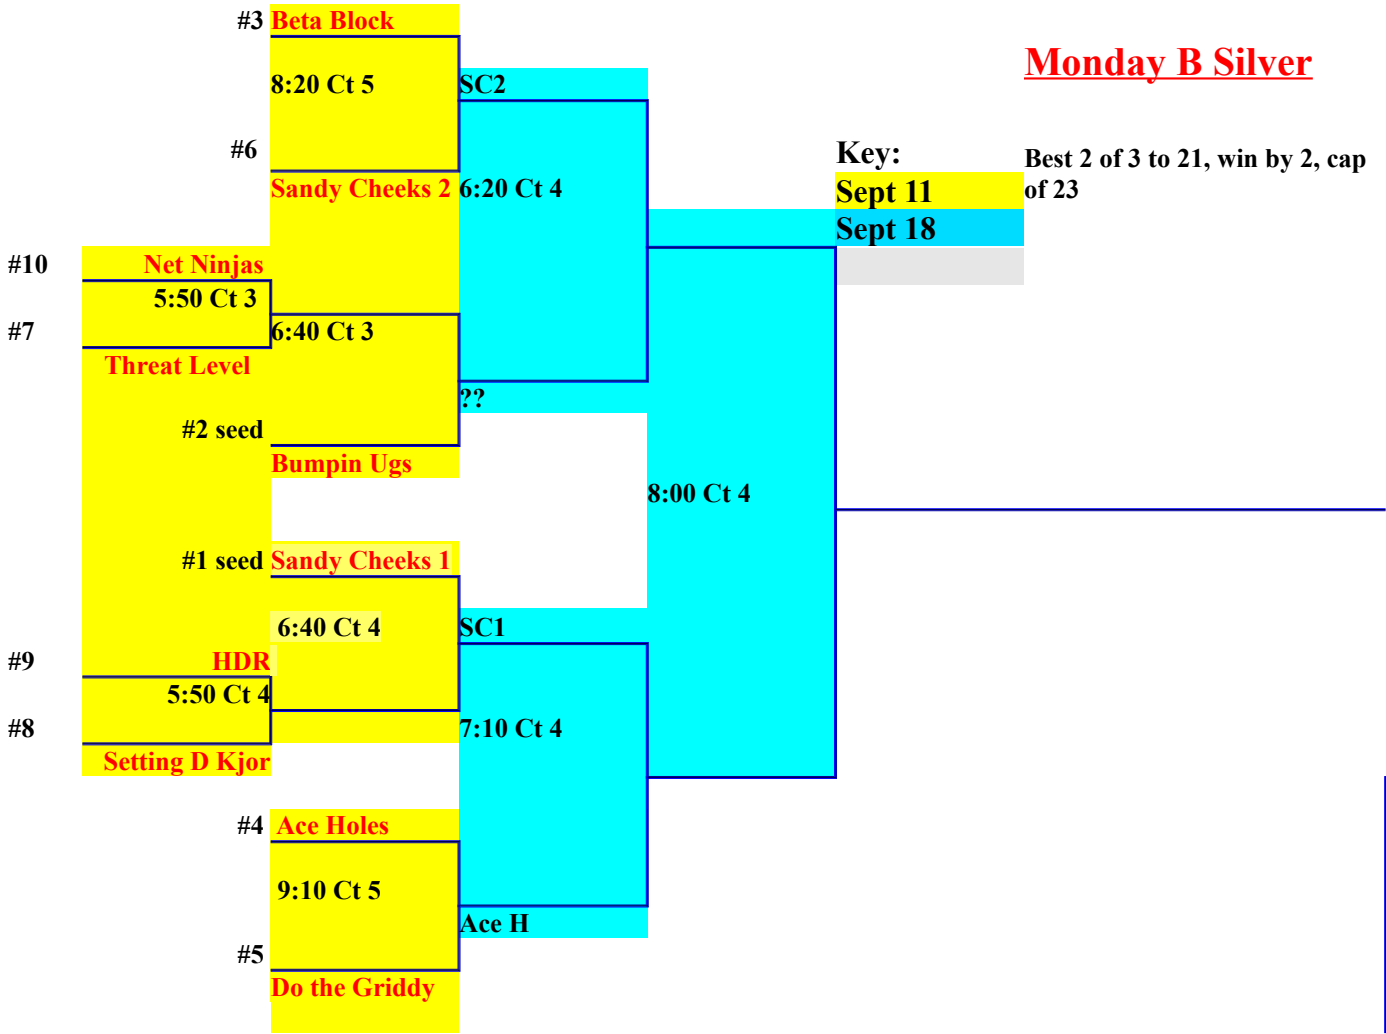 #3 Beta Block
Monday B Silver
8:20 Ct 5
SC2
#6
Key:
Best 2 of 3 to 21, win by 2, cap
of 23
Sandy Cheeks 2
6:20 Ct 4
Sept 11
Sept 18
#10 Net Ninjas
5:50 Ct 3
#7
6:40 Ct 3
Threat Level
??
#2 seed
Bumpin Ugs
8:00 Ct 4
#1 seed Sandy Cheeks 1
6:40 Ct 4
SC1
#9 HDR
5:50 Ct 4
#8
7:10 Ct 4
Setting D Kjor
#4 Ace Holes
9:10 Ct 5
Ace H
#5
Do the Griddy